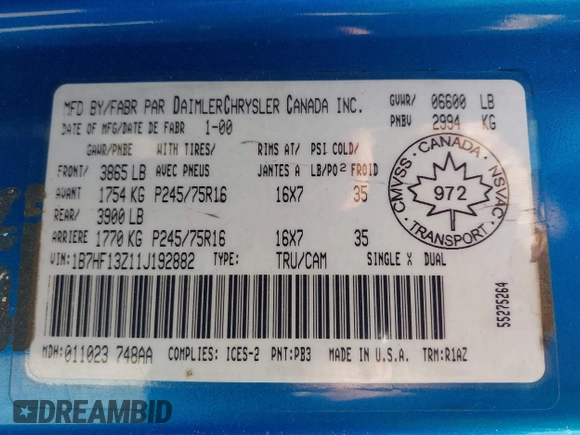 MFD BY/FABR PAR DAIMLERCHRYSLER CANADA INC.
GVWR/ 06600 LB
DATE OF MFG/DATE DE FABR 1-00
PNBV 2994 KG
GAWR/PNBE WITH TIRES/ RIMS AT/ PSI COLD/
FRONT/ 3865 LB AVEC PNEUS JANTES A LB/PO2 FROID
AVANT 1754 KG P245/75R16 16X7 35
REAR/ 3900 LB
ARRIERE 1770 KG P245/75R16 16X7 35
VIN:1B7HF13Z11J192882 TYPE: TRU/CAM SINGLE X DUAL
MDH:011023 748AA COMPLIES: ICES-2 PNT:PB3 MADE IN U.S.A. TRM:R1AZ
CMVSS · CANADA · NSVAC · TRANSPORT ·
972
55275264
DREAMBID